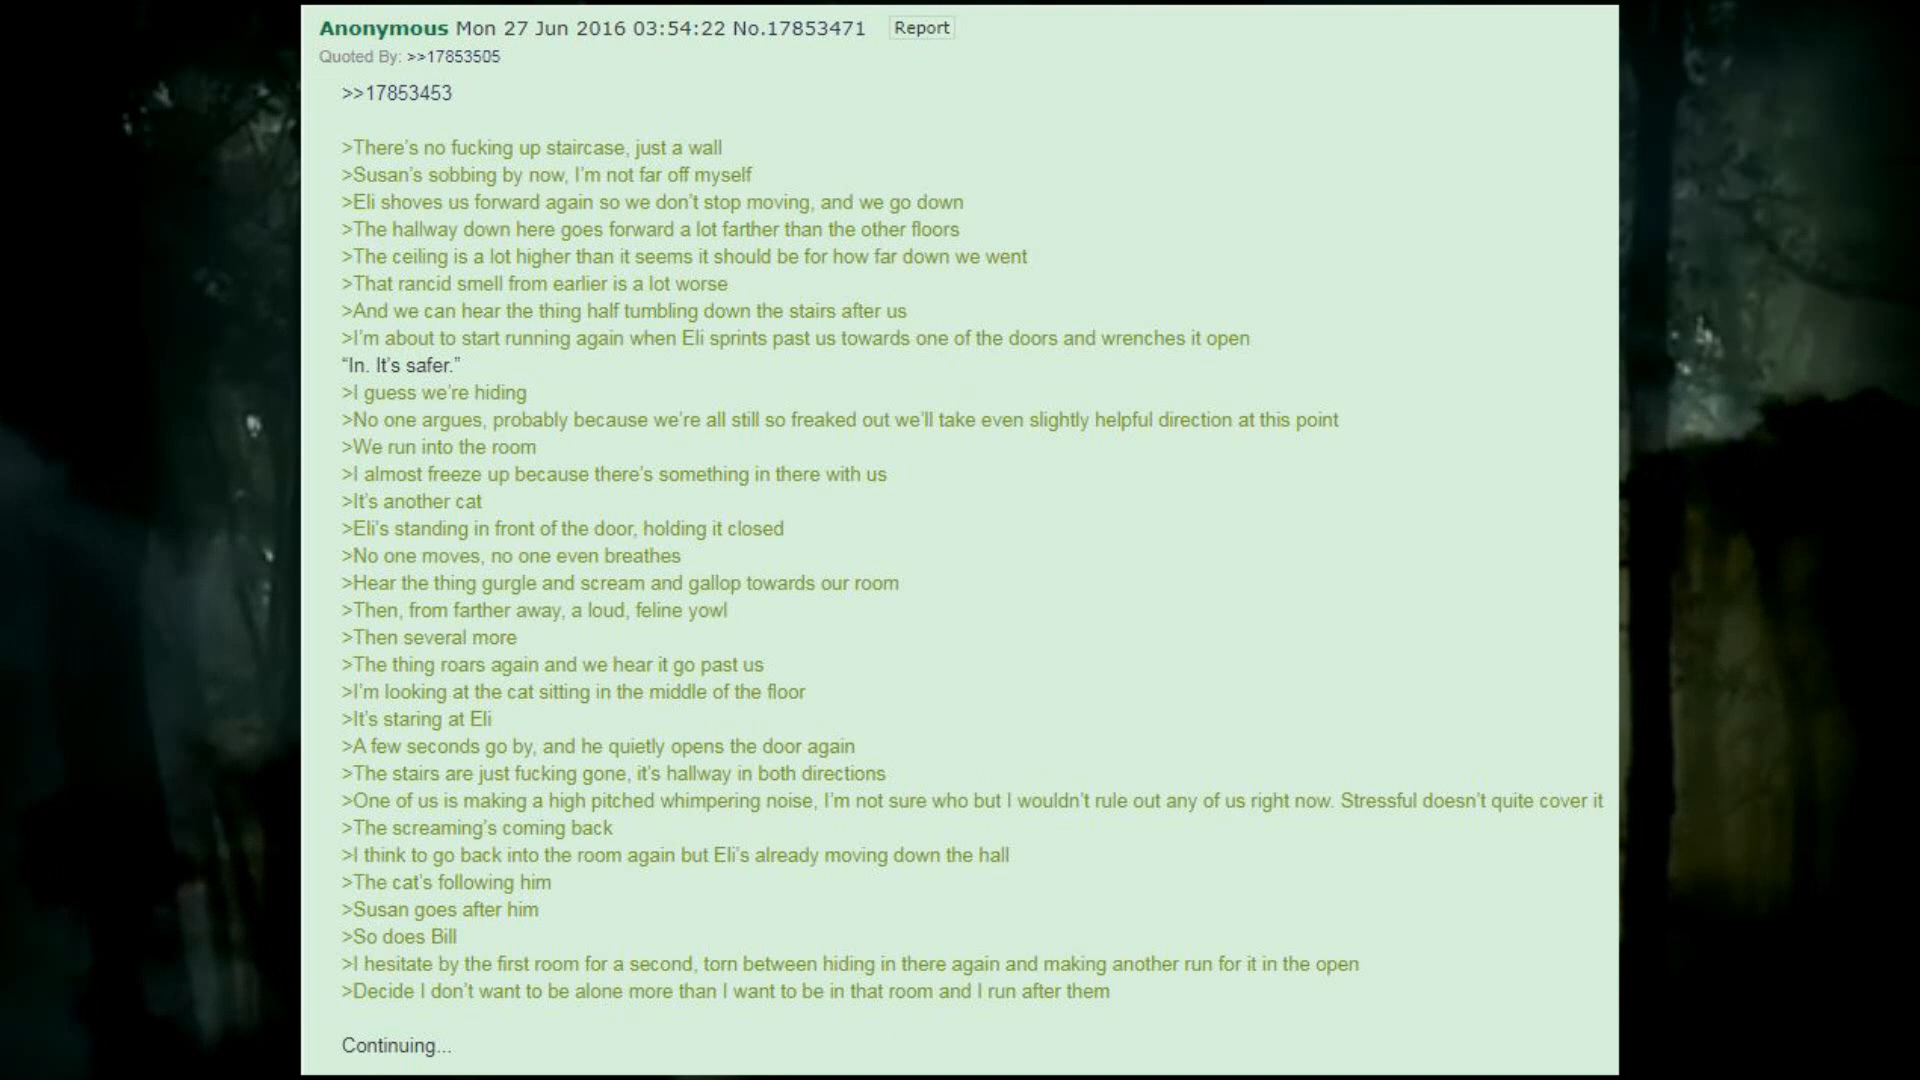 Anonymous Mon 27 Jun 2016 03:54:22 No.17853471 Report
Quoted By: >>17853505
>>17853453
>There’s no fucking up staircase, just a wall
>Susan’s sobbing by now, I’m not far off myself
>Eli shoves us forward again so we don’t stop moving, and we go down
>The hallway down here goes forward a lot farther than the other floors
>The ceiling is a lot higher than it seems it should be for how far down we went
>That rancid smell from earlier is a lot worse
>And we can hear the thing half tumbling down the stairs after us
>I’m about to start running again when Eli sprints past us towards one of the doors and wrenches it open
“In. It’s safer.”
>I guess we’re hiding
>No one argues, probably because we’re all still so freaked out we’ll take even slightly helpful direction at this point
>We run into the room
>I almost freeze up because there’s something in there with us
>It’s another cat
>Eli’s standing in front of the door, holding it closed
>No one moves, no one even breathes
>Hear the thing gurgle and scream and gallop towards our room
>Then, from farther away, a loud, feline yowl
>Then several more
>The thing roars again and we hear it go past us
>I’m looking at the cat sitting in the middle of the floor
>It’s staring at Eli
>A few seconds go by, and he quietly opens the door again
>The stairs are just fucking gone, it’s hallway in both directions
>One of us is making a high pitched whimpering noise, I’m not sure who but I wouldn’t rule out any of us right now. Stressful doesn’t quite cover it
>The screaming’s coming back
>I think to go back into the room again but Eli’s already moving down the hall
>The cat’s following him
>Susan goes after him
>So does Bill
>I hesitate by the first room for a second, torn between hiding in there again and making another run for it in the open
>Decide I don’t want to be alone more than I want to be in that room and I run after them
Continuing...